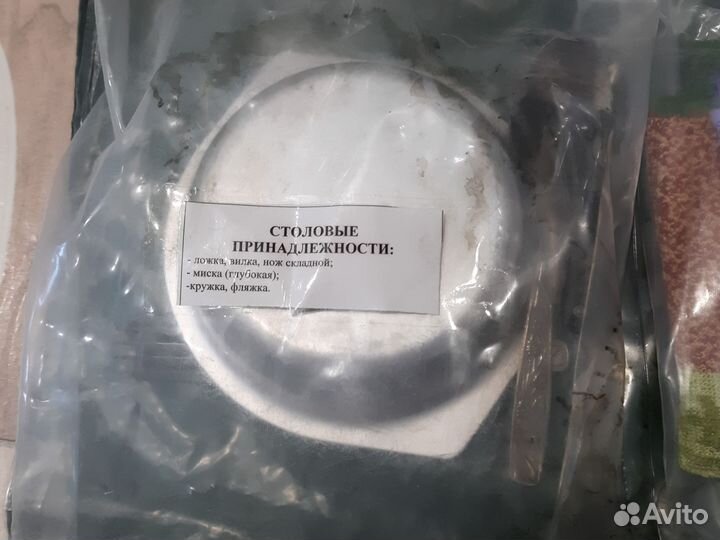 СТОЛОВЫЕ
ПРИНАДЛЕЖНОСТИ:
- ложка, вилка, нож складной;
- миска (глубокая);
-кружка, фляжка.
Avito